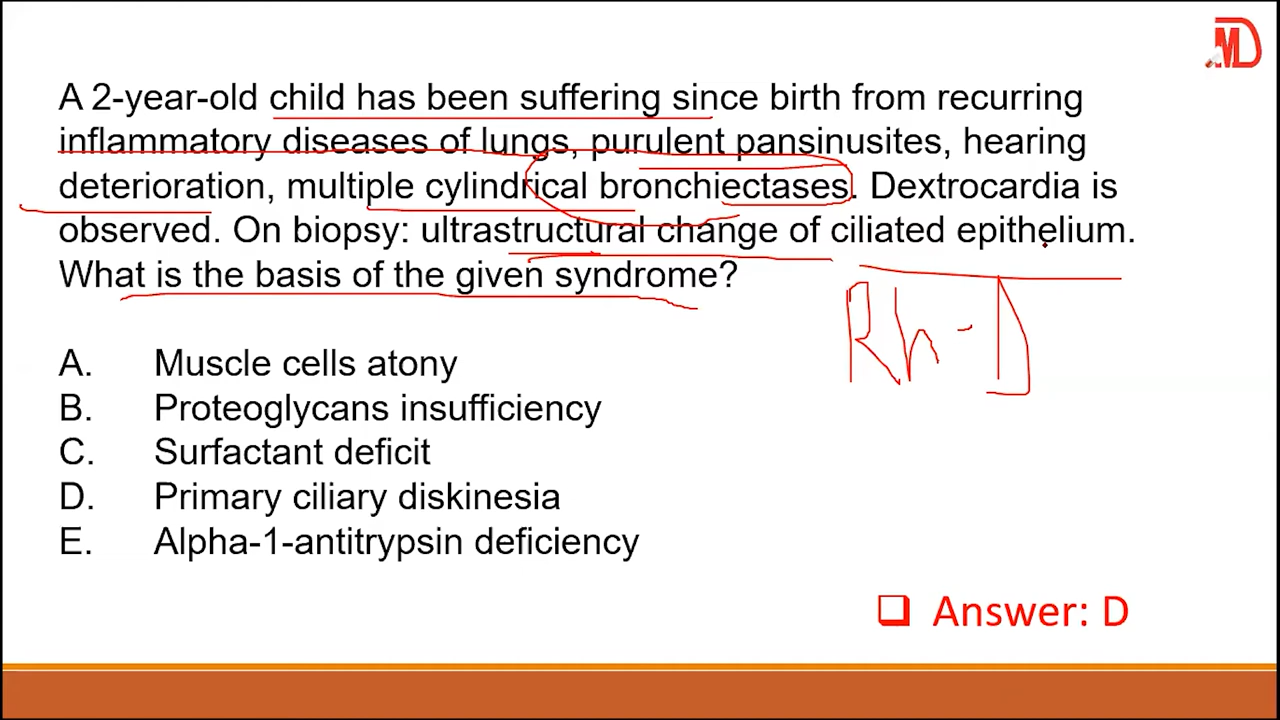 MD
A 2-year-old child has been suffering since birth from recurring
inflammatory diseases of lungs, purulent pansinusites, hearing
deterioration, multiple cylindrical bronchiectases. Dextrocardia is
observed. On biopsy: ultrastructural change of ciliated epithelium.
What is the basis of the given syndrome?
Rh-D
A. Muscle cells atony
B. Proteoglycans insufficiency
C. Surfactant deficit
D. Primary ciliary diskinesia
E. Alpha-1-antitrypsin deficiency
Answer: D